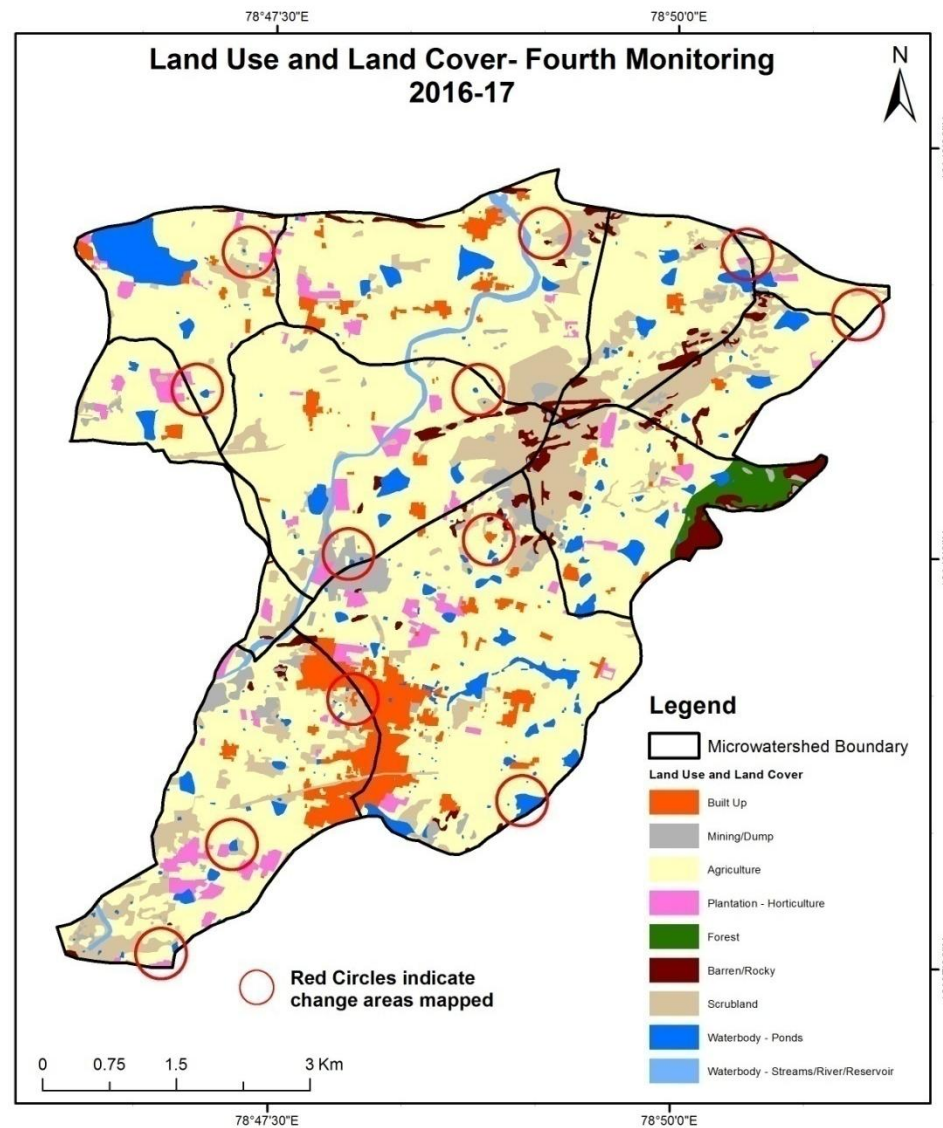 78°47'30"E 78°50'0"E
Land Use and Land Cover- Fourth Monitoring
2016-17
N
Legend
Microwatershed Boundary
Land Use and Land Cover
Built Up
Mining/Dump
Agriculture
Plantation - Horticulture
Forest
Barren/Rocky
Scrubland
Waterbody - Ponds
Waterbody - Streams/River/Reservoir
Red Circles indicate
change areas mapped
0 0.75 1.5 3 Km
78°47'30"E 78°50'0"E